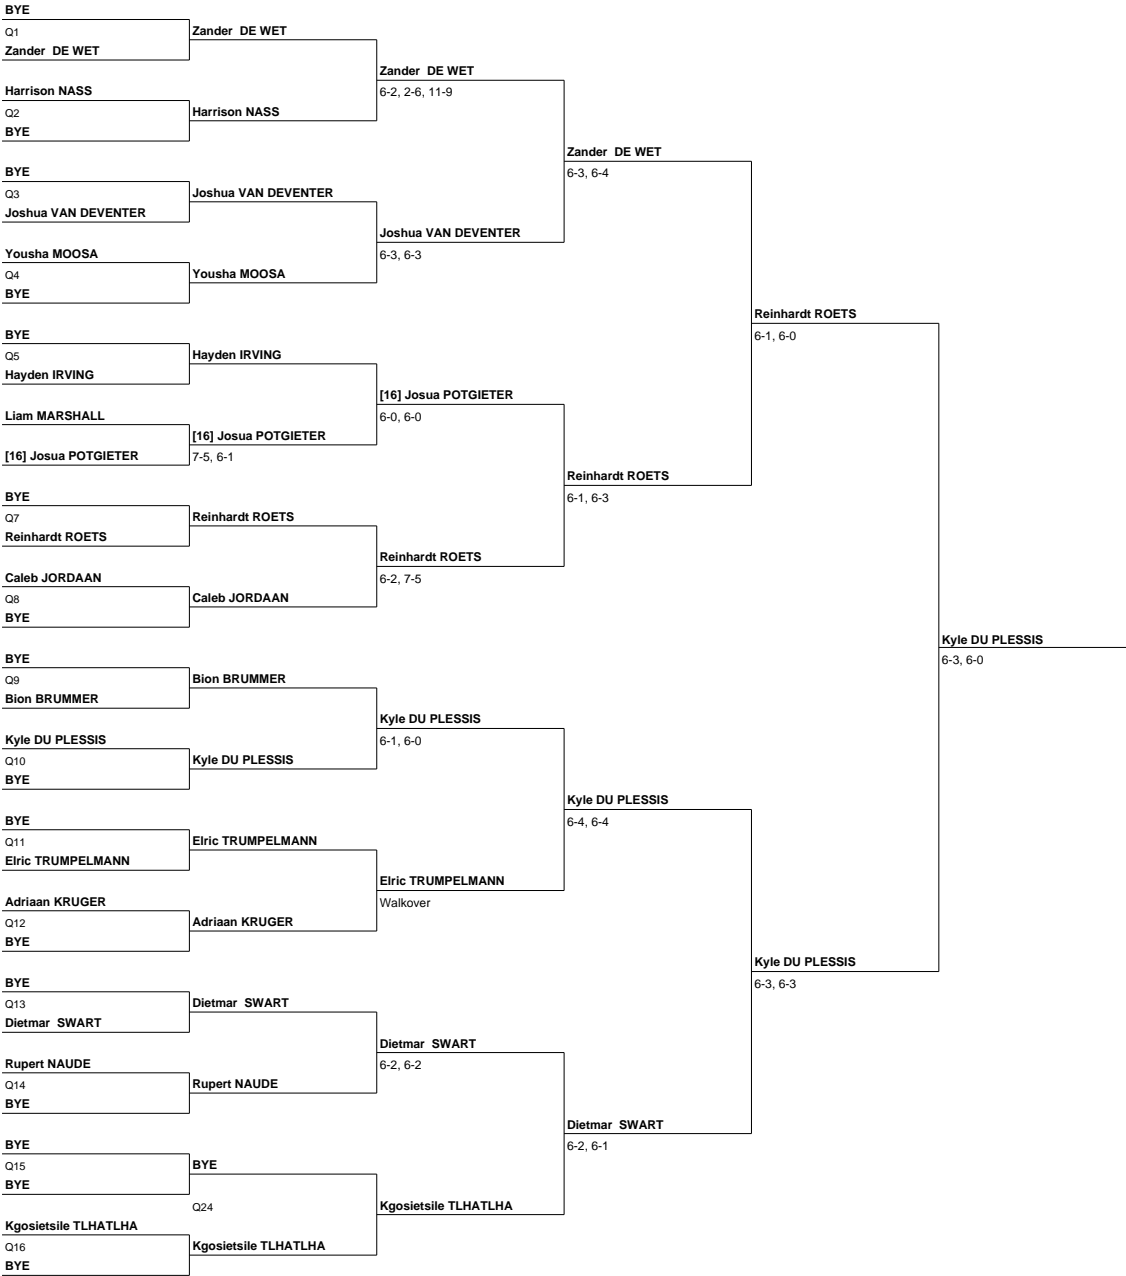 BYE
Q1
Zander DE WET
Harrison NASS
Q2
BYE
BYE
Q3
Joshua VAN DEVENTER
Yousha MOOSA
Q4
BYE
BYE
Q5
Hayden IRVING
Liam MARSHALL
[16] Josua POTGIETER
BYE
Q7
Reinhardt ROETS
Caleb JORDAAN
Q8
BYE
BYE
Q9
Bion BRUMMER
Kyle DU PLESSIS
Q10
BYE
BYE
Q11
Elric TRUMPELMANN
Adriaan KRUGER
Q12
BYE
BYE
Q13
Dietmar SWART
Rupert NAUDE
Q14
BYE
BYE
Q15
BYE
Kgosietsile TLHATLHA
Q16
BYE
Zander DE WET
Harrison NASS
Joshua VAN DEVENTER
Yousha MOOSA
Hayden IRVING
[16] Josua POTGIETER
7-5, 6-1
Reinhardt ROETS
Caleb JORDAAN
Bion BRUMMER
Kyle DU PLESSIS
Elric TRUMPELMANN
Adriaan KRUGER
Dietmar SWART
Rupert NAUDE
BYE
Q24
Kgosietsile TLHATLHA
Zander DE WET
6-2, 2-6, 11-9
Joshua VAN DEVENTER
6-3, 6-3
[16] Josua POTGIETER
6-0, 6-0
Reinhardt ROETS
6-2, 7-5
Kyle DU PLESSIS
6-1, 6-0
Elric TRUMPELMANN
Walkover
Dietmar SWART
6-2, 6-2
Kgosietsile TLHATLHA
Zander DE WET
6-3, 6-4
Reinhardt ROETS
6-1, 6-3
Kyle DU PLESSIS
6-4, 6-4
Dietmar SWART
6-2, 6-1
Reinhardt ROETS
6-1, 6-0
Kyle DU PLESSIS
6-3, 6-3
Kyle DU PLESSIS
6-3, 6-0